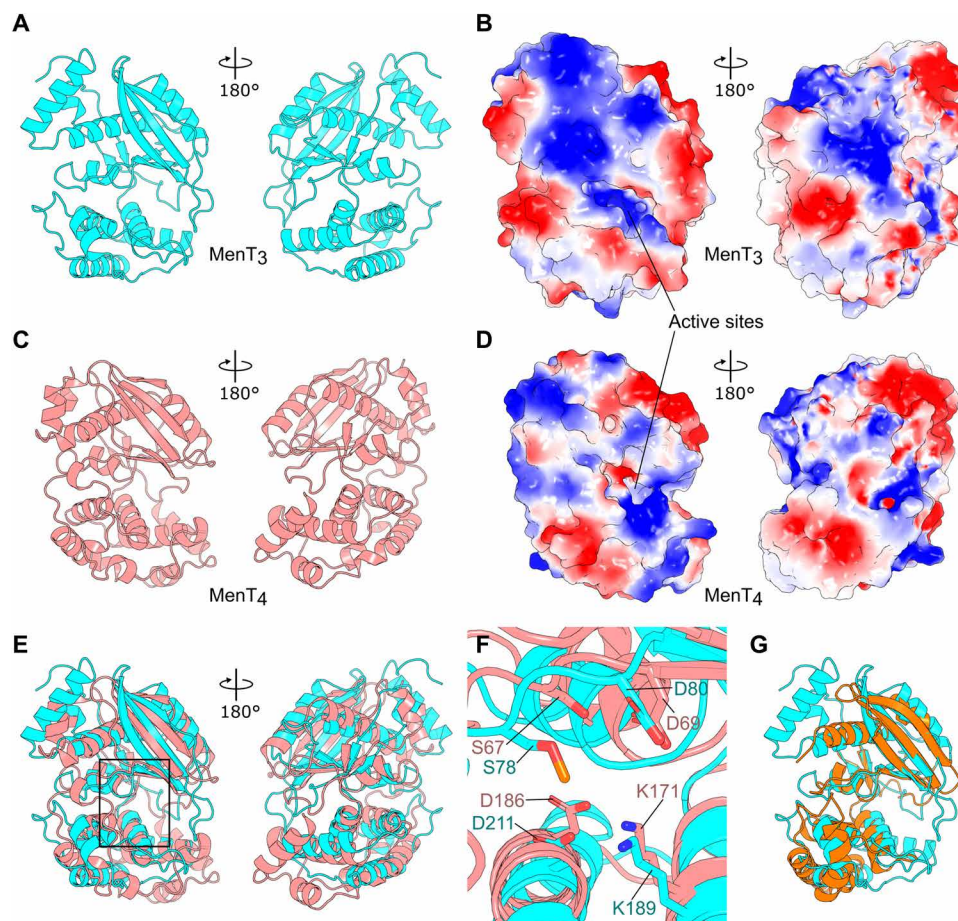 A
180°
MenT3
B
180°
MenT3
Active sites
C
180°
MenT4
D
180°
MenT4
E
180°
F
D80
D69
S67
S78
D186
D211
K171
K189
G